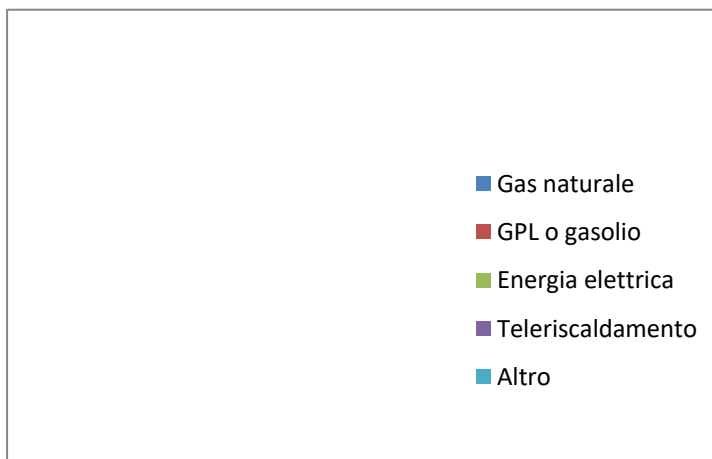 Gas naturale
GPL o gasolio
Energia elettrica
Teleriscaldamento
Altro